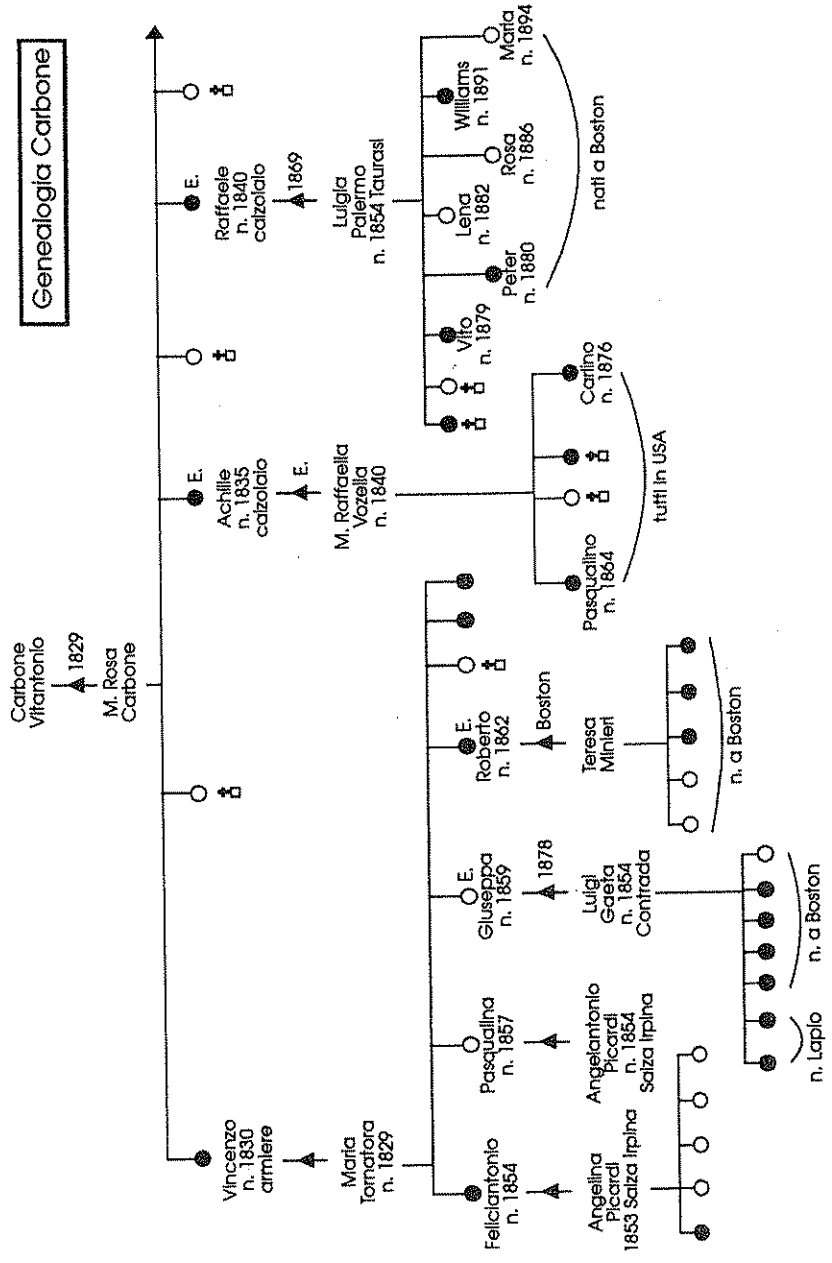 Genealogia Carbone
Carbone
Vitantonio
1829
M. Rosa
Carbone
Vincenzo
n. 1830
armiere
Maria
Tornatora
n. 1829
E.
Achille
n. 1835
calzolaio
E.
M. Raffaella
Vozella
n. 1840
E.
Raffaele
n. 1840
calzolaio
1869
Luigia
Palermo
n. 1854 Taurasi
Feliciantonio
n. 1854
Angelina
Picardi
1853 Salza Irpina
Pasqualina
n. 1857
Angelantonio
Picardi
n. 1854
Salza Irpina
E.
Giuseppa
n. 1859
1878
Luigi
Gaeta
n. 1854
Contrada
n. Lapio
n. a Boston
E.
Roberto
n. 1862
Boston
Teresa
Minieri
n. a Boston
Pasqualino
n. 1864
Carlino
n. 1876
tutti in USA
Vito
n. 1879
Peter
n. 1880
Lena
n. 1882
Rosa
n. 1886
Williams
n. 1891
Maria
n. 1894
nati a Boston